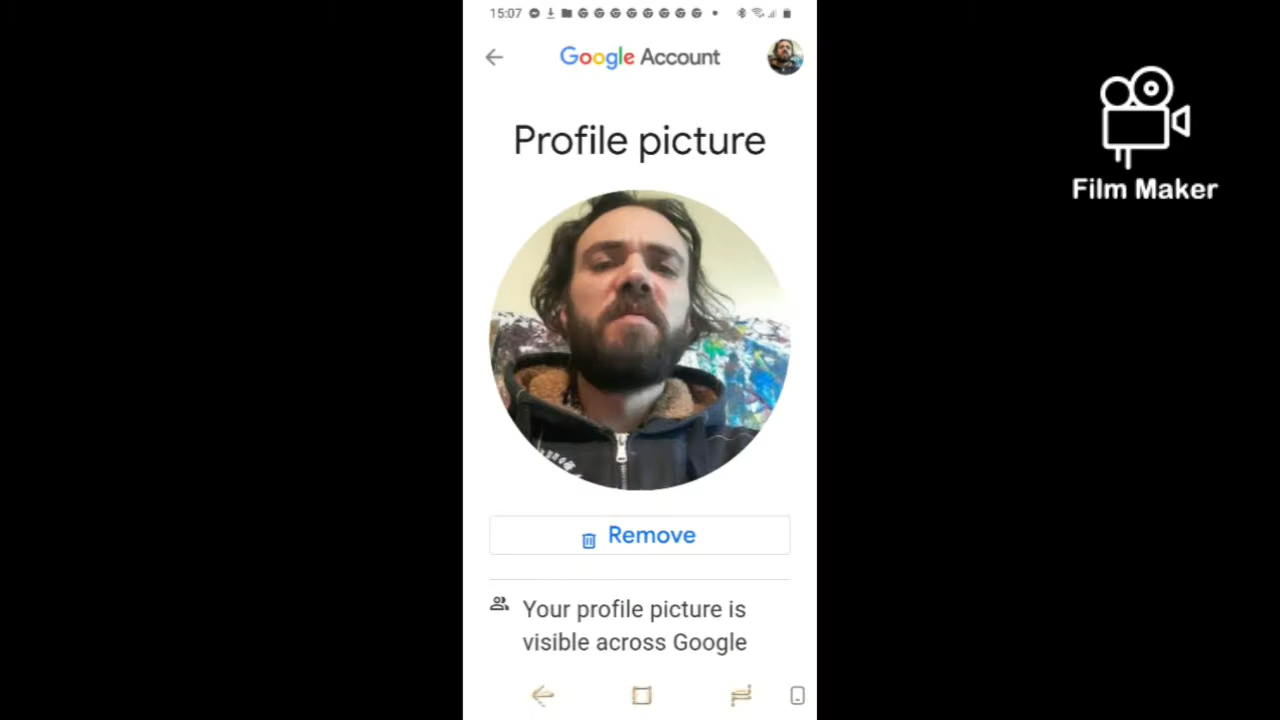 15:07
Google Account
Profile picture
Remove
Your profile picture is
visible across Google
Film Maker